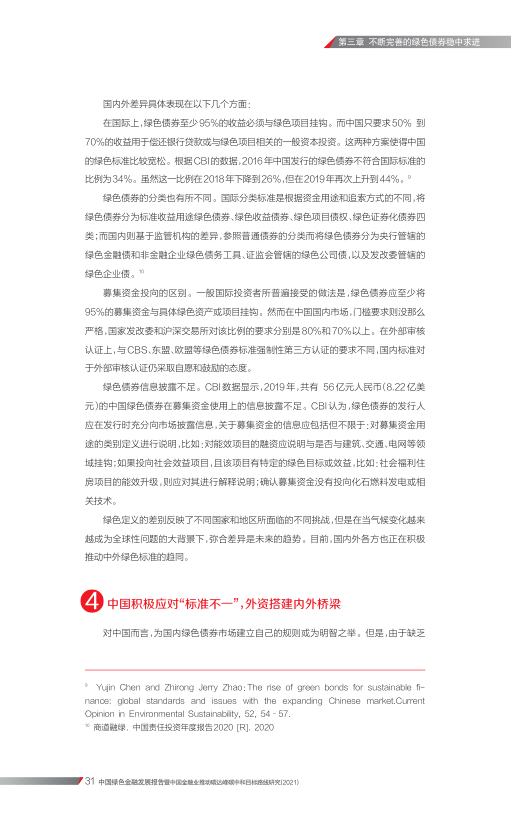 第三章 不断完善的绿色债券稳中求进
国内外差异具体表现在以下几个方面：
在国际上，绿色债券至少95%的收益必须与绿色项目挂钩。而中国只要求50% 到
70%的收益用于偿还银行贷款或与绿色项目相关的一般资本投资。这两种方案使得中国
的绿色标准比较宽松。根据CBI的数据，2016年中国发行的绿色债券不符合国际标准的
比例为34%。虽然这一比例在2018年下降到26%，但在2019年再次上升到44%。⁹
绿色债券的分类也有所不同。国际分类标准是根据资金用途和追索方式的不同，将
绿色债券分为标准收益用途绿色债券、绿色收益债券、绿色项目债权、绿色证券化债券四
类；而国内则基于监管机构的差异，参照普通债券的分类而将绿色债券分为央行管辖的
绿色金融债和非金融企业绿色债务工具、证监会管辖的绿色公司债，以及发改委管辖的
绿色企业债。¹⁰
募集资金投向的区别。一般国际投资者所普遍接受的做法是，绿色债券应至少将
95%的募集资金与具体绿色资产或项目挂钩。然而在中国国内市场，门槛要求则没那么
严格，国家发改委和沪深交易所对该比例的要求分别是80%和70%以上。在外部审核
认证上，与CBS、东盟、欧盟等绿色债券标准强制性第三方认证的要求不同，国内标准对
于外部审核认证仍采取自愿和鼓励的态度。
绿色债券信息披露不足。CBI数据显示，2019年，共有 56亿元人民币（8.22亿美
元）的中国绿色债券在募集资金使用上的信息披露不足。CBI认为，绿色债券的发行人
应在发行时充分向市场披露信息，关于募集资金的信息应包括但不限于：对募集资金用
途的类别定义进行说明，比如：对能效项目的融资应说明与是否与建筑、交通、电网等领
域挂钩；如果投向社会效益项目，且该项目有特定的绿色目标或效益，比如：社会福利住
房项目的能效升级，则应对其进行解释说明；确认募集资金没有投向化石燃料发电或相
关技术。
绿色定义的差别反映了不同国家和地区所面临的不同挑战，但是在当气候变化越来
越成为全球性问题的大背景下，弥合差异是未来的趋势。目前，国内外各方也正在积极
推动中外绿色标准的趋同。
4 中国积极应对“标准不一”，外资搭建内外桥梁
对中国而言，为国内绿色债券市场建立自己的规则或为明智之举。但是，由于缺乏
⁹ Yujin Chen and Zhirong Jerry Zhao：The rise of green bonds for sustainable fi-
nance: global standards and issues with the expanding Chinese market.Current
Opinion in Environmental Sustainability, 52, 54‐57.
¹⁰ 商道融绿. 中国责任投资年度报告2020 [R]. 2020
31 中国绿色金融发展报告暨中国金融业推动碳达峰碳中和目标路线研究（2021）